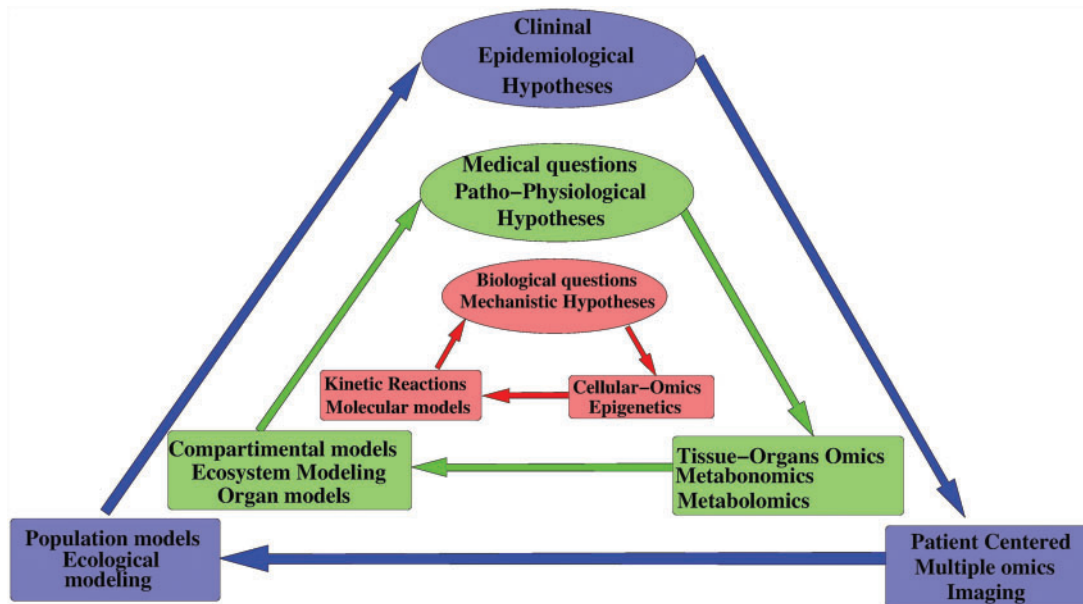 Clininal
Epidemiological
Hypotheses
Medical questions
Patho-Physiological
Hypotheses
Biological questions
Mechanistic Hypotheses
Kinetic Reactions
Molecular models
Cellular-Omics
Epigenetics
Compartimental models
Ecosystem Modeling
Organ models
Tissue-Organs Omics
Metabonomics
Metabolomics
Population models
Ecological
modeling
Patient Centered
Multiple omics
Imaging